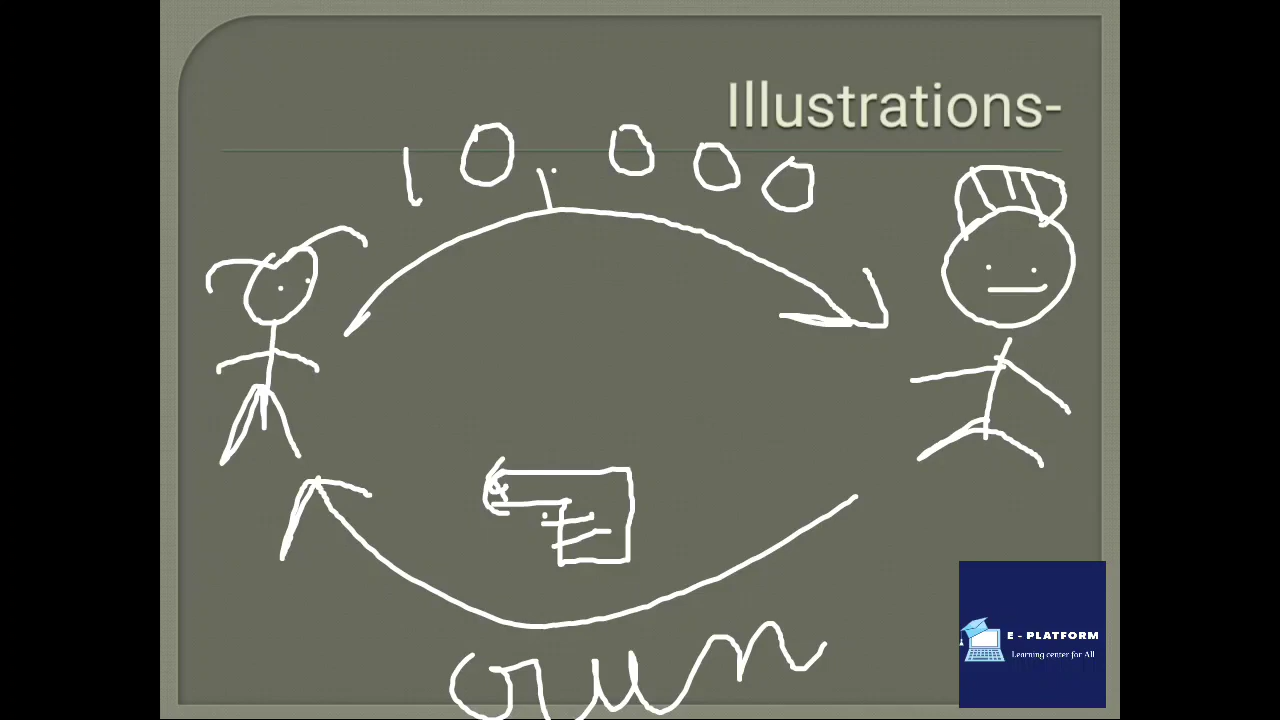 Illustrations-
10.000
gun
E - PLATFORM
Learning center for All